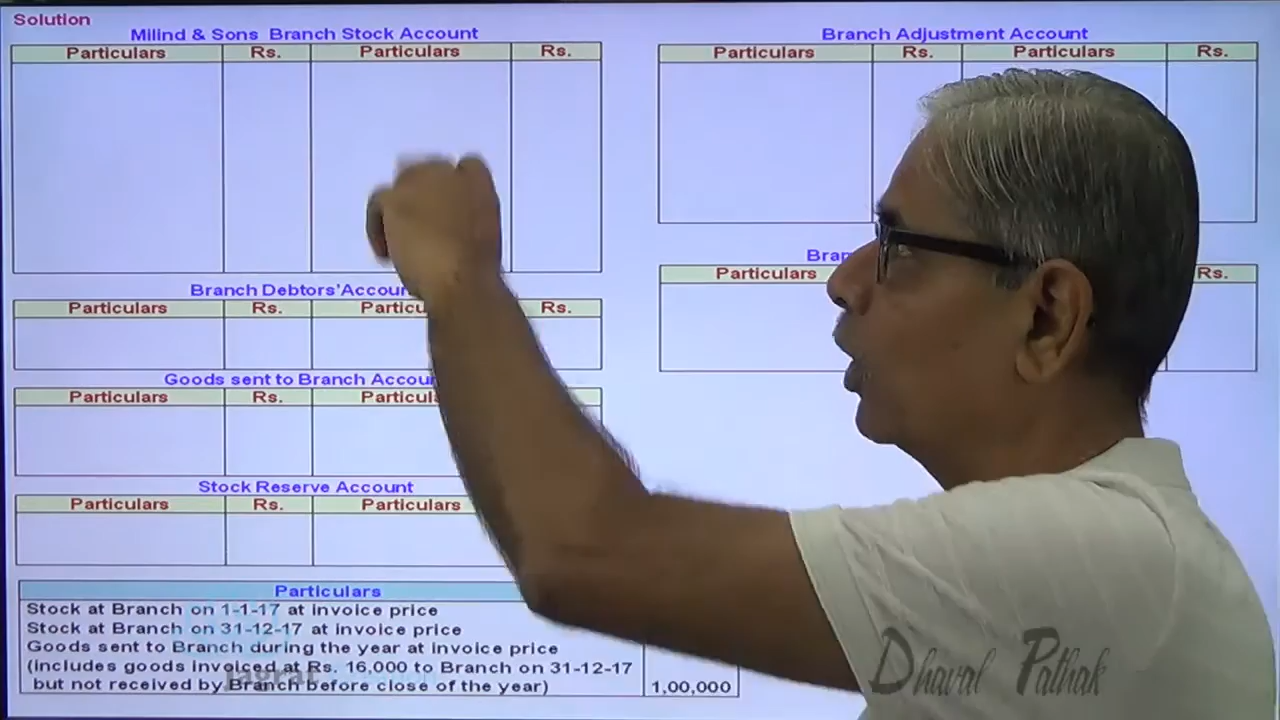 Solution
Milind & Sons Branch Stock Account
Particulars Rs. Particulars Rs.
Branch Debtors' Accoun
Particulars Rs. Particu Rs.
Goods sent to Branch Accoun
Particulars Rs. Particul
Stock Reserve Account
Particulars Rs. Particulars
Particulars
Stock at Branch on 1-1-17 at invoice price
Stock at Branch on 31-12-17 at invoice price
Goods sent to Branch during the year at invoice price
(includes goods invoiced at Rs. 16,000 to Branch on 31-12-17
but not received by Branch before close of the year) 1,00,000
Branch Adjustment Account
Particulars Rs. Particulars Rs.
Bran
Particulars Rs.
Dhaval Pathak